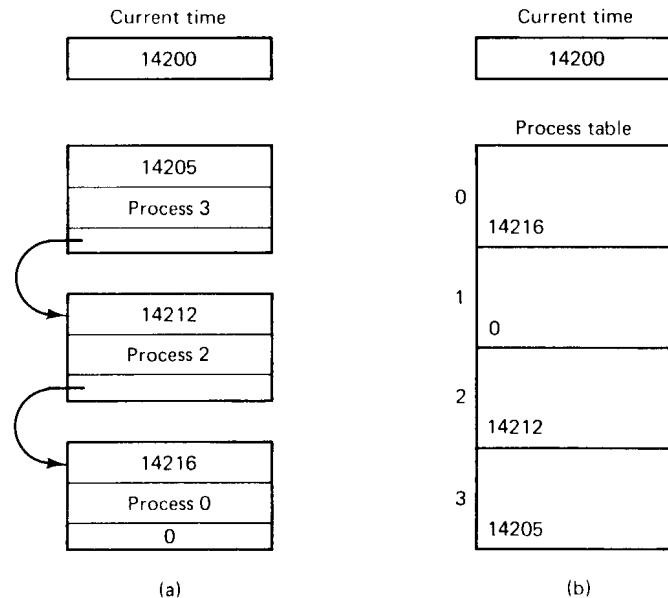 Current time
14200
14205
Process 3
14212
Process 2
14216
Process 0
0
(a)
Current time
14200
Process table
0
14216
1
0
2
14212
3
14205
(b)